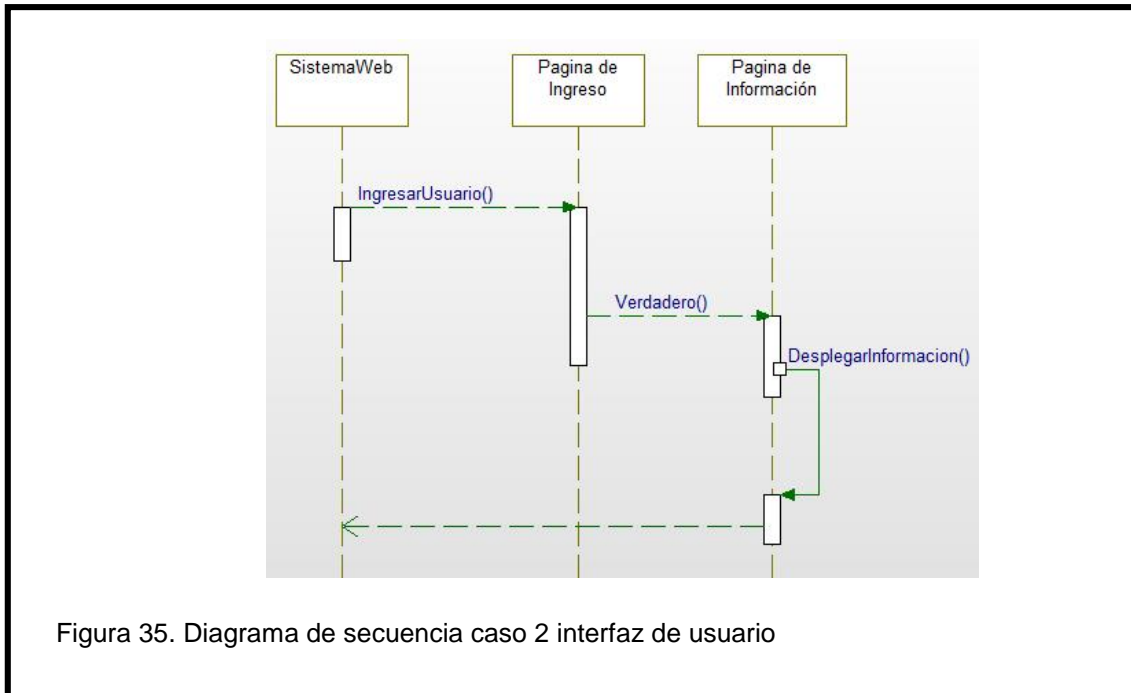 SistemaWeb
Pagina de
Ingreso
Pagina de
Información
IngresarUsuario()
Verdadero()
DesplegarInformacion()
Figura 35. Diagrama de secuencia caso 2 interfaz de usuario